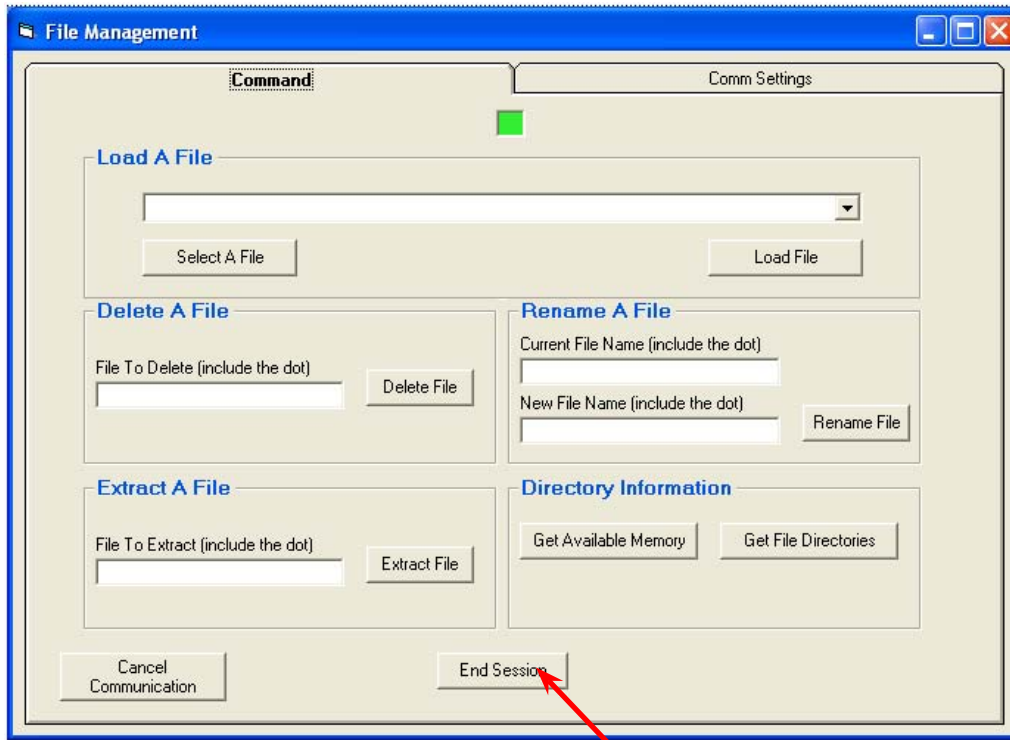 File Management
Command
Comm Settings
Load A File
Select A File
Load File
Delete A File
File To Delete (include the dot)
Delete File
Rename A File
Current File Name (include the dot)
New File Name (include the dot)
Rename File
Extract A File
File To Extract (include the dot)
Extract File
Directory Information
Get Available Memory
Get File Directories
Cancel
Communication
End Session